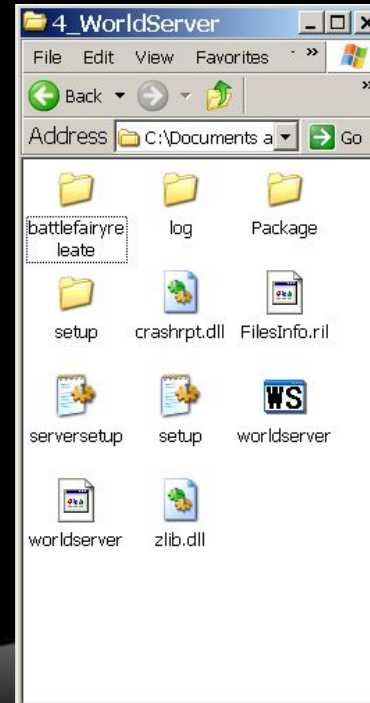 4_WorldServer
File Edit View Favorites »
Back »
Address C:\Documents a Go
battlefairyre
leate
log
Package
setup
crashrpt.dll
FilesInfo.ril
serversetup
setup
WS
worldserver
worldserver
zlib.dll